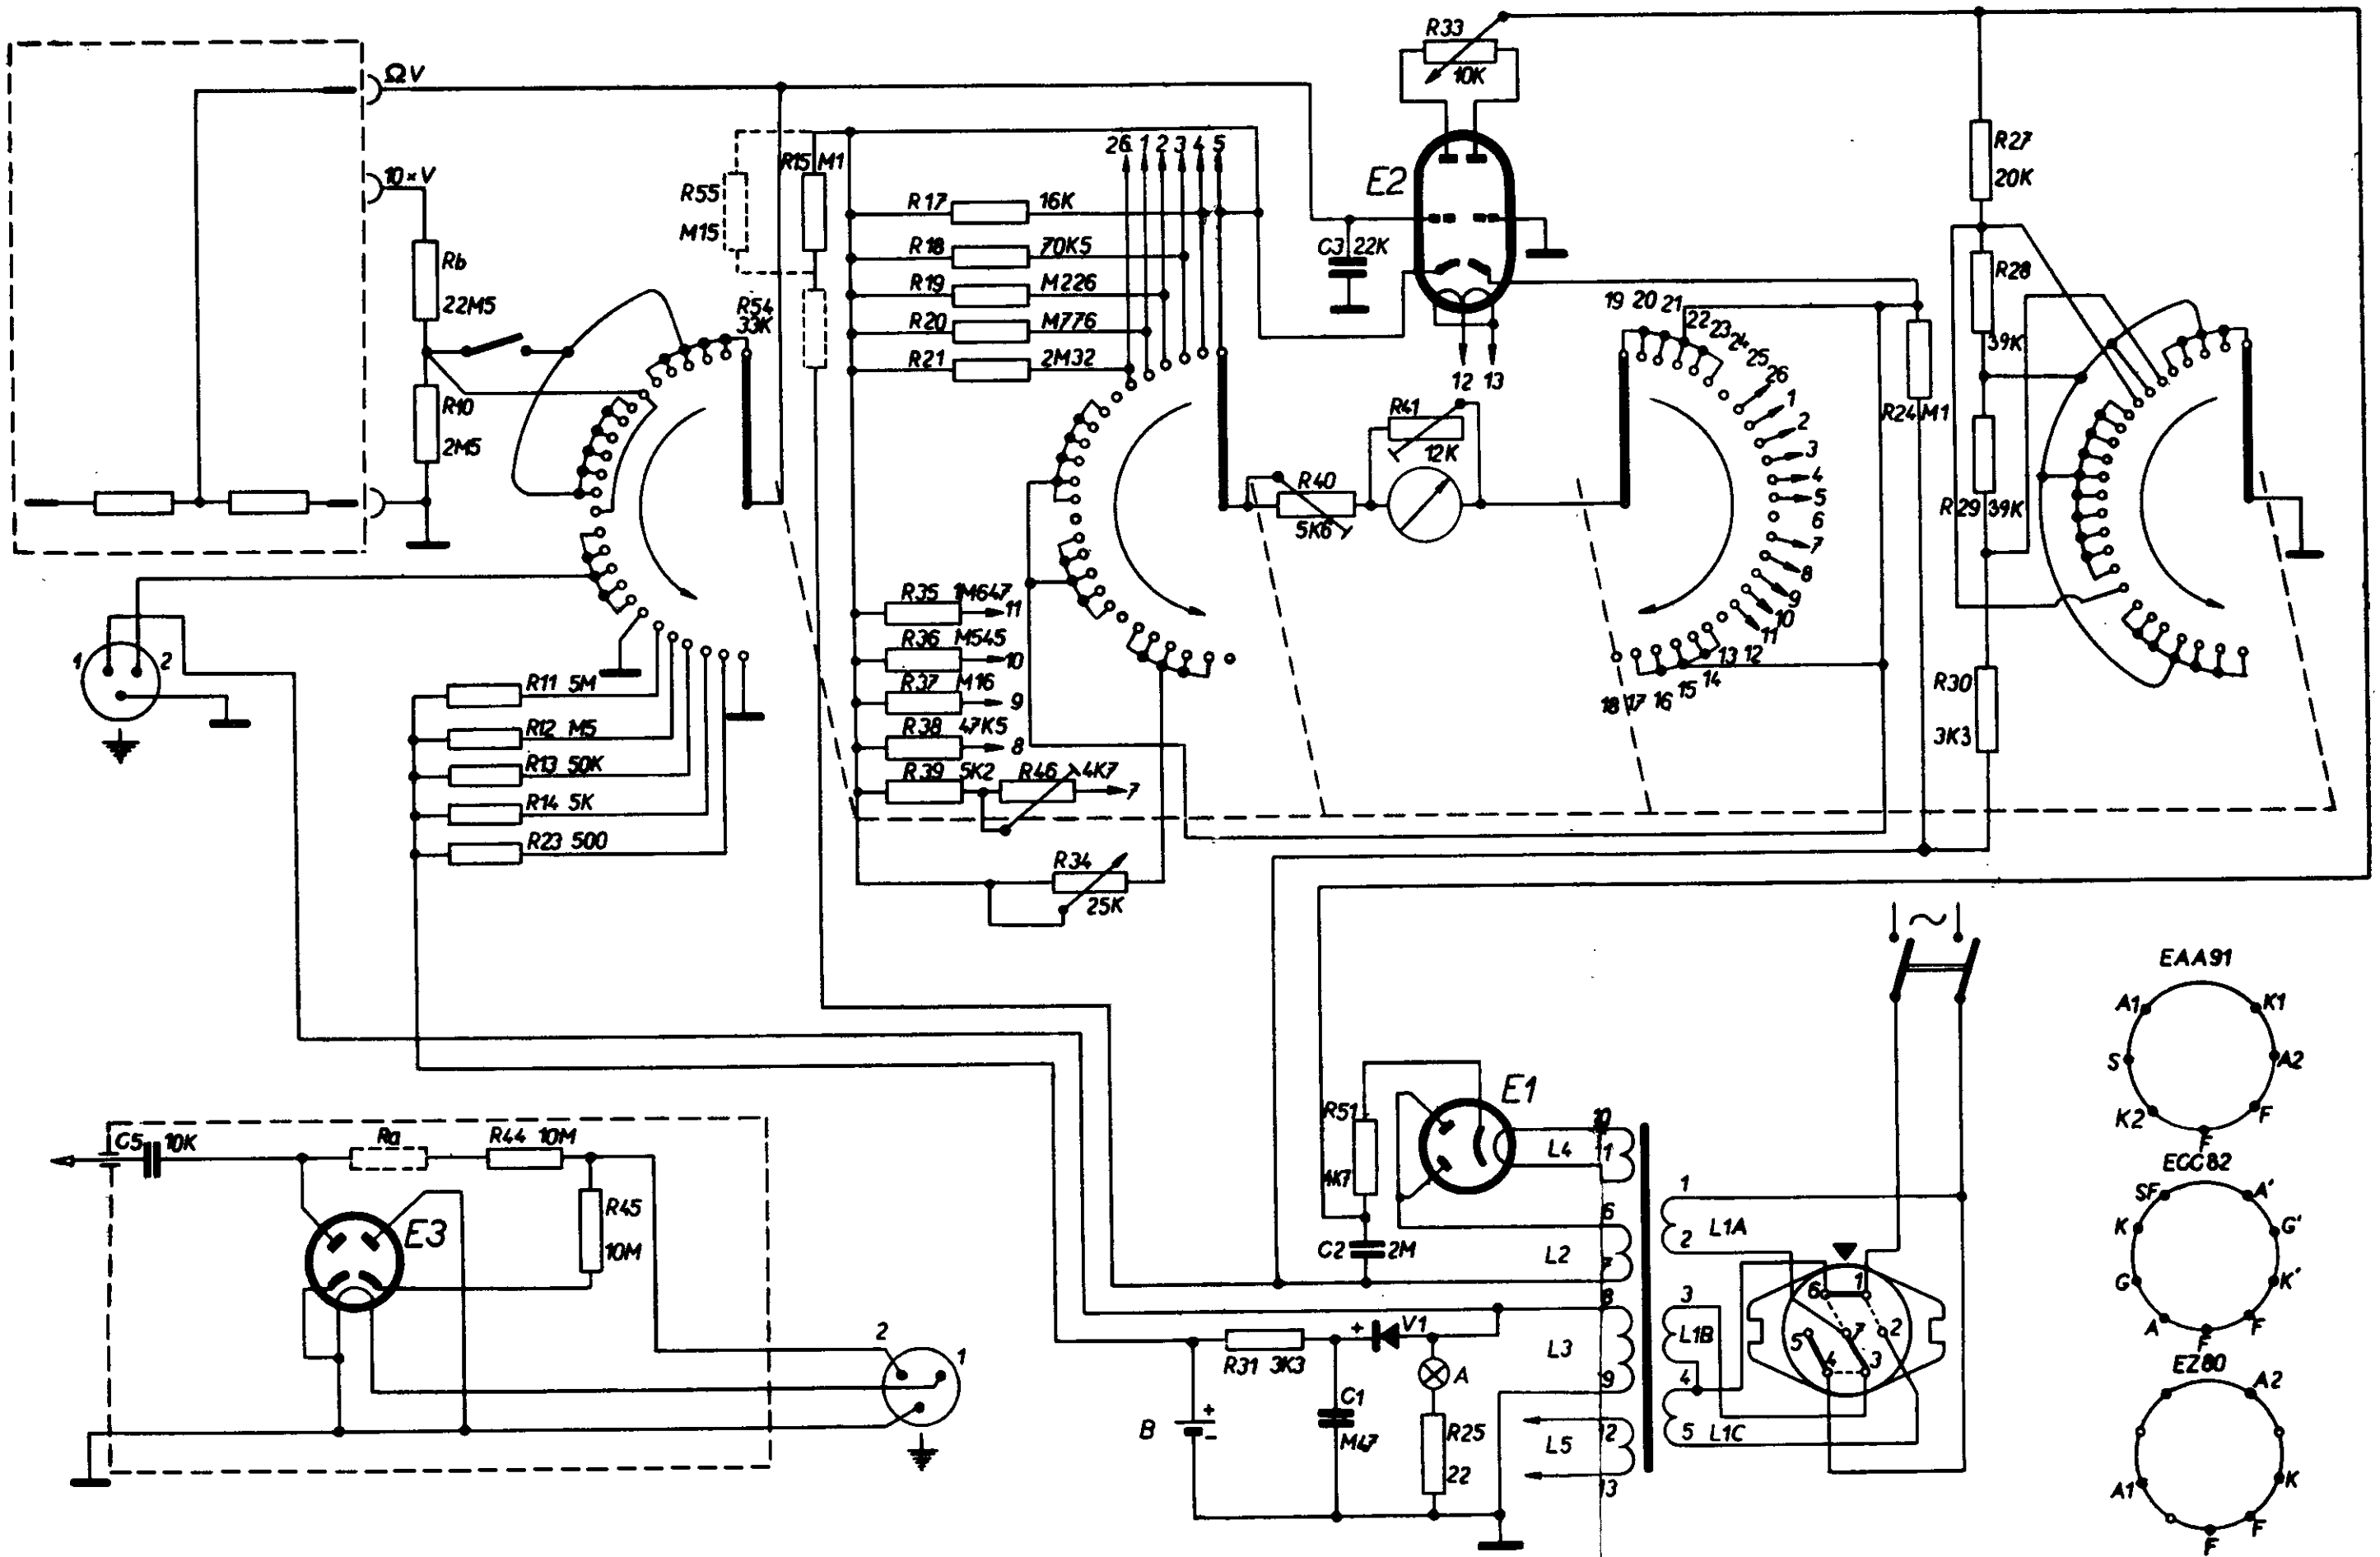 ΩV
10×V
Rb
22M5
R10
2M5
R55
M15
R15 M1
R54
33K
R17 16K
R18 70K5
R19 M226
R20 M776
R21 2M32
26 1 2 3 4 5
R33
10K
E2
C3 22K
12 13
R41
12K
R40
5K6
19 20 21
22
23
24
25
26
1
2
3
4
5
6
7
8
9
10
11
12
13
14
15
16
17
18
R24 M1
R27
20K
R28
39K
R29 39K
R30
3K3
1 2
R11 5M
R12 M5
R13 50K
R14 5K
R23 500
R35 1M647 11
R36 M545 10
R37 M16 9
R38 47K5 8
R39 5K2 R46 4K7 7
R34
25K
~
EAA91
A1 K1
S A2
K2 F
F
ECC82
SF A'
K G'
G K'
A F
F
EZ80
A2
A1 K
F
F
C5 10K
Ra
R44 10M
R45
10M
E3
2
1
E1
R51
4K7
C2 2M
L4
10
11
6
L2
7
8
L3
9
12
L5
13
1
L1A
2
3
L1B
4
5 L1C
6 1
5 7 2
4 3
V1
+
R31 3K3
A
C1
M47
R25
22
B
+
-